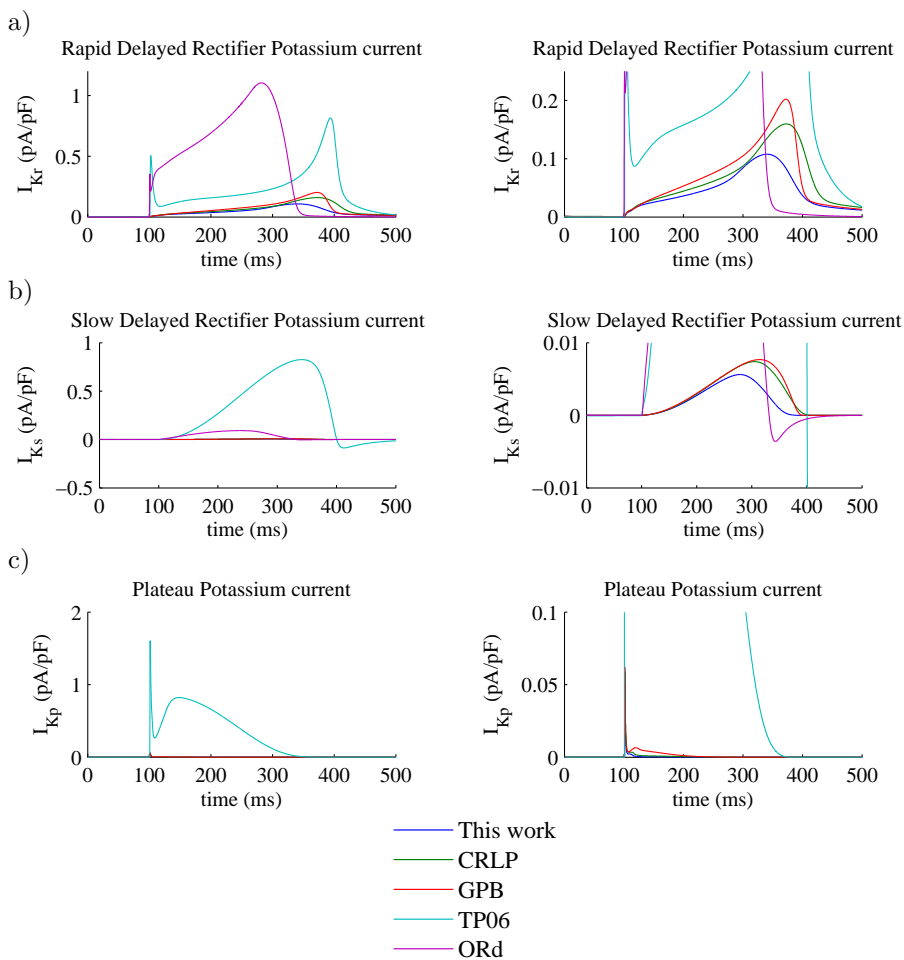 a)
Rapid Delayed Rectifier Potassium current
I_Kr (pA/pF)
1
0.5
0
0 100 200 300 400 500
time (ms)
Rapid Delayed Rectifier Potassium current
I_Kr (pA/pF)
0.2
0.1
0
0 100 200 300 400 500
time (ms)
b)
Slow Delayed Rectifier Potassium current
I_Ks (pA/pF)
1
0.5
0
−0.5
0 100 200 300 400 500
time (ms)
Slow Delayed Rectifier Potassium current
I_Ks (pA/pF)
0.01
0
−0.01
0 100 200 300 400 500
time (ms)
c)
Plateau Potassium current
I_Kp (pA/pF)
2
1
0
0 100 200 300 400 500
time (ms)
Plateau Potassium current
I_Kp (pA/pF)
0.1
0.05
0
0 100 200 300 400 500
time (ms)
This work
CRLP
GPB
TP06
ORd